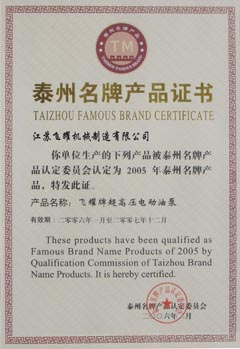 TM
泰州名牌产品证书
TAIZHOU FAMOUS BRAND CERTIFICATE
江苏飞耀机械制造有限公司
你单位生产的下列产品被泰州名牌产
品认定委员会认定为 2005 年泰州名牌产
品，特发此证。
产品名称：飞耀牌超高压电动油泵
有效期：二零零六年一月至二零零七年十二月
These products have been qualified as
Famous Brand Name Products of 2005 by
Qualification Commission of Taizhou Brand
Name Products. It is hereby certified.
泰州名牌产品认定委员会